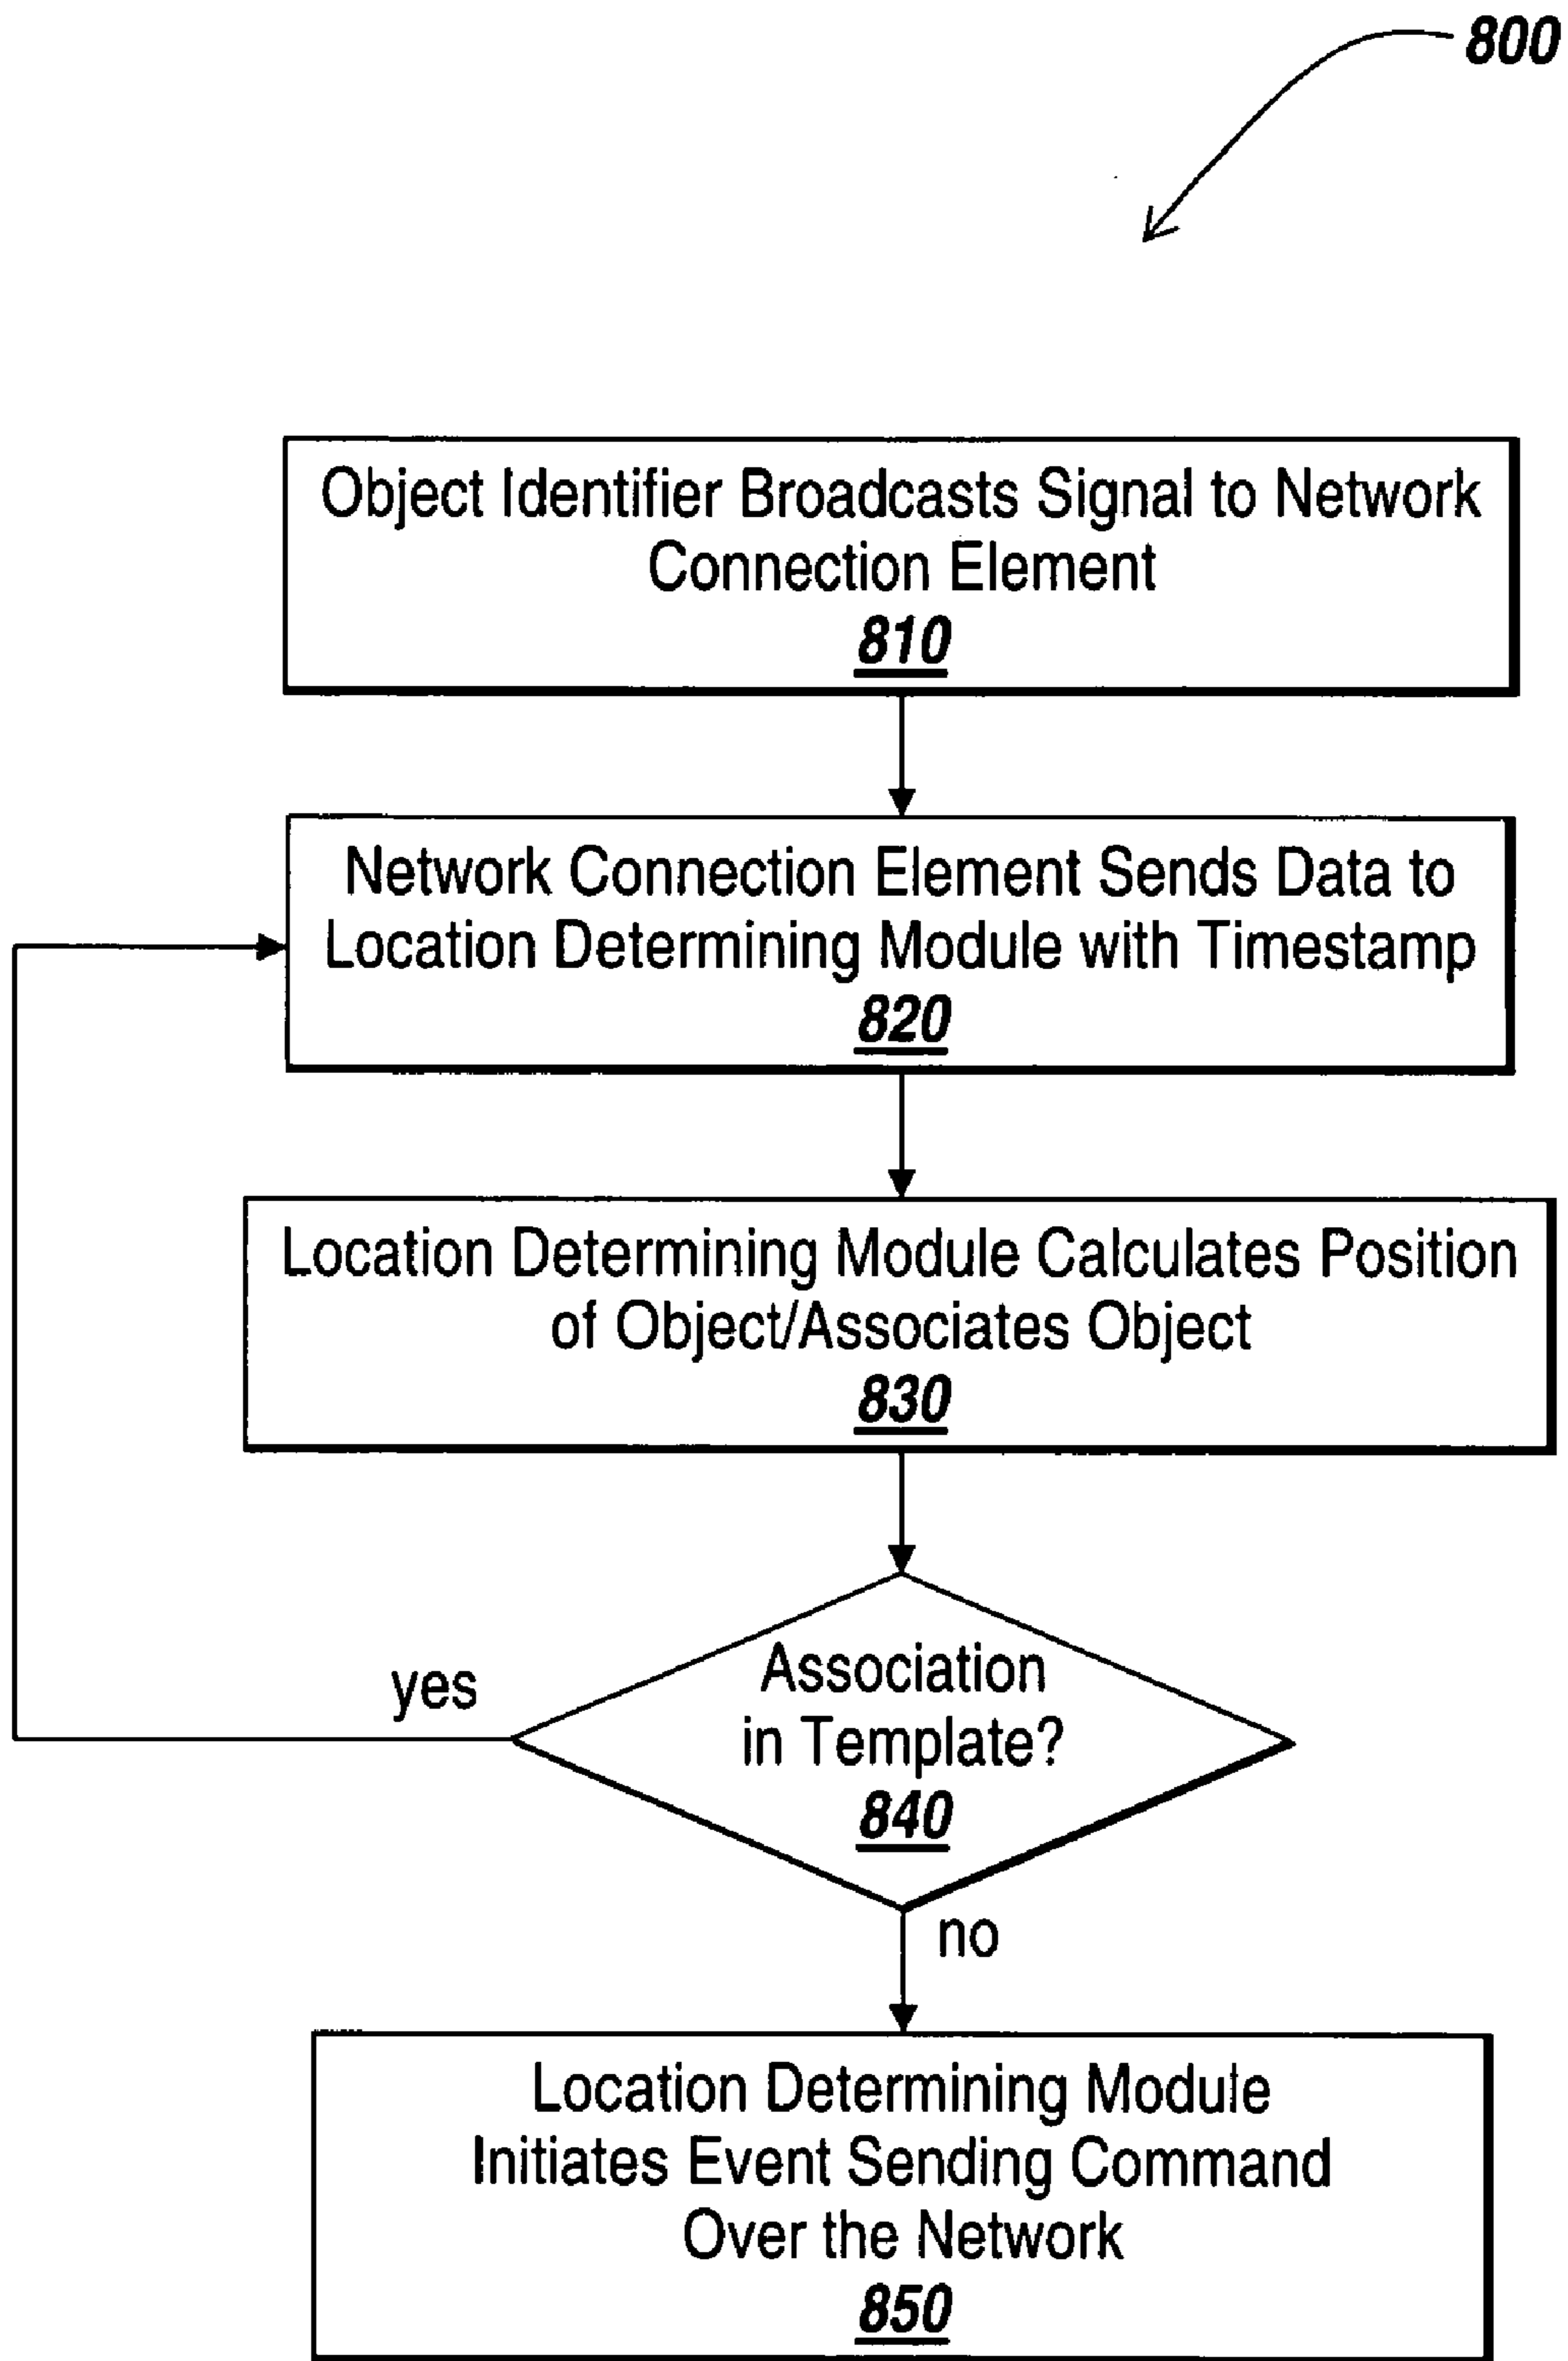 800
Object Identifier Broadcasts Signal to Network
Connection Element
810
Network Connection Element Sends Data to
Location Determining Module with Timestamp
820
Location Determining Module Calculates Position
of Object/Associates Object
830
Association
in Template?
840
yes
no
Location Determining Module
Initiates Event Sending Command
Over the Network
850